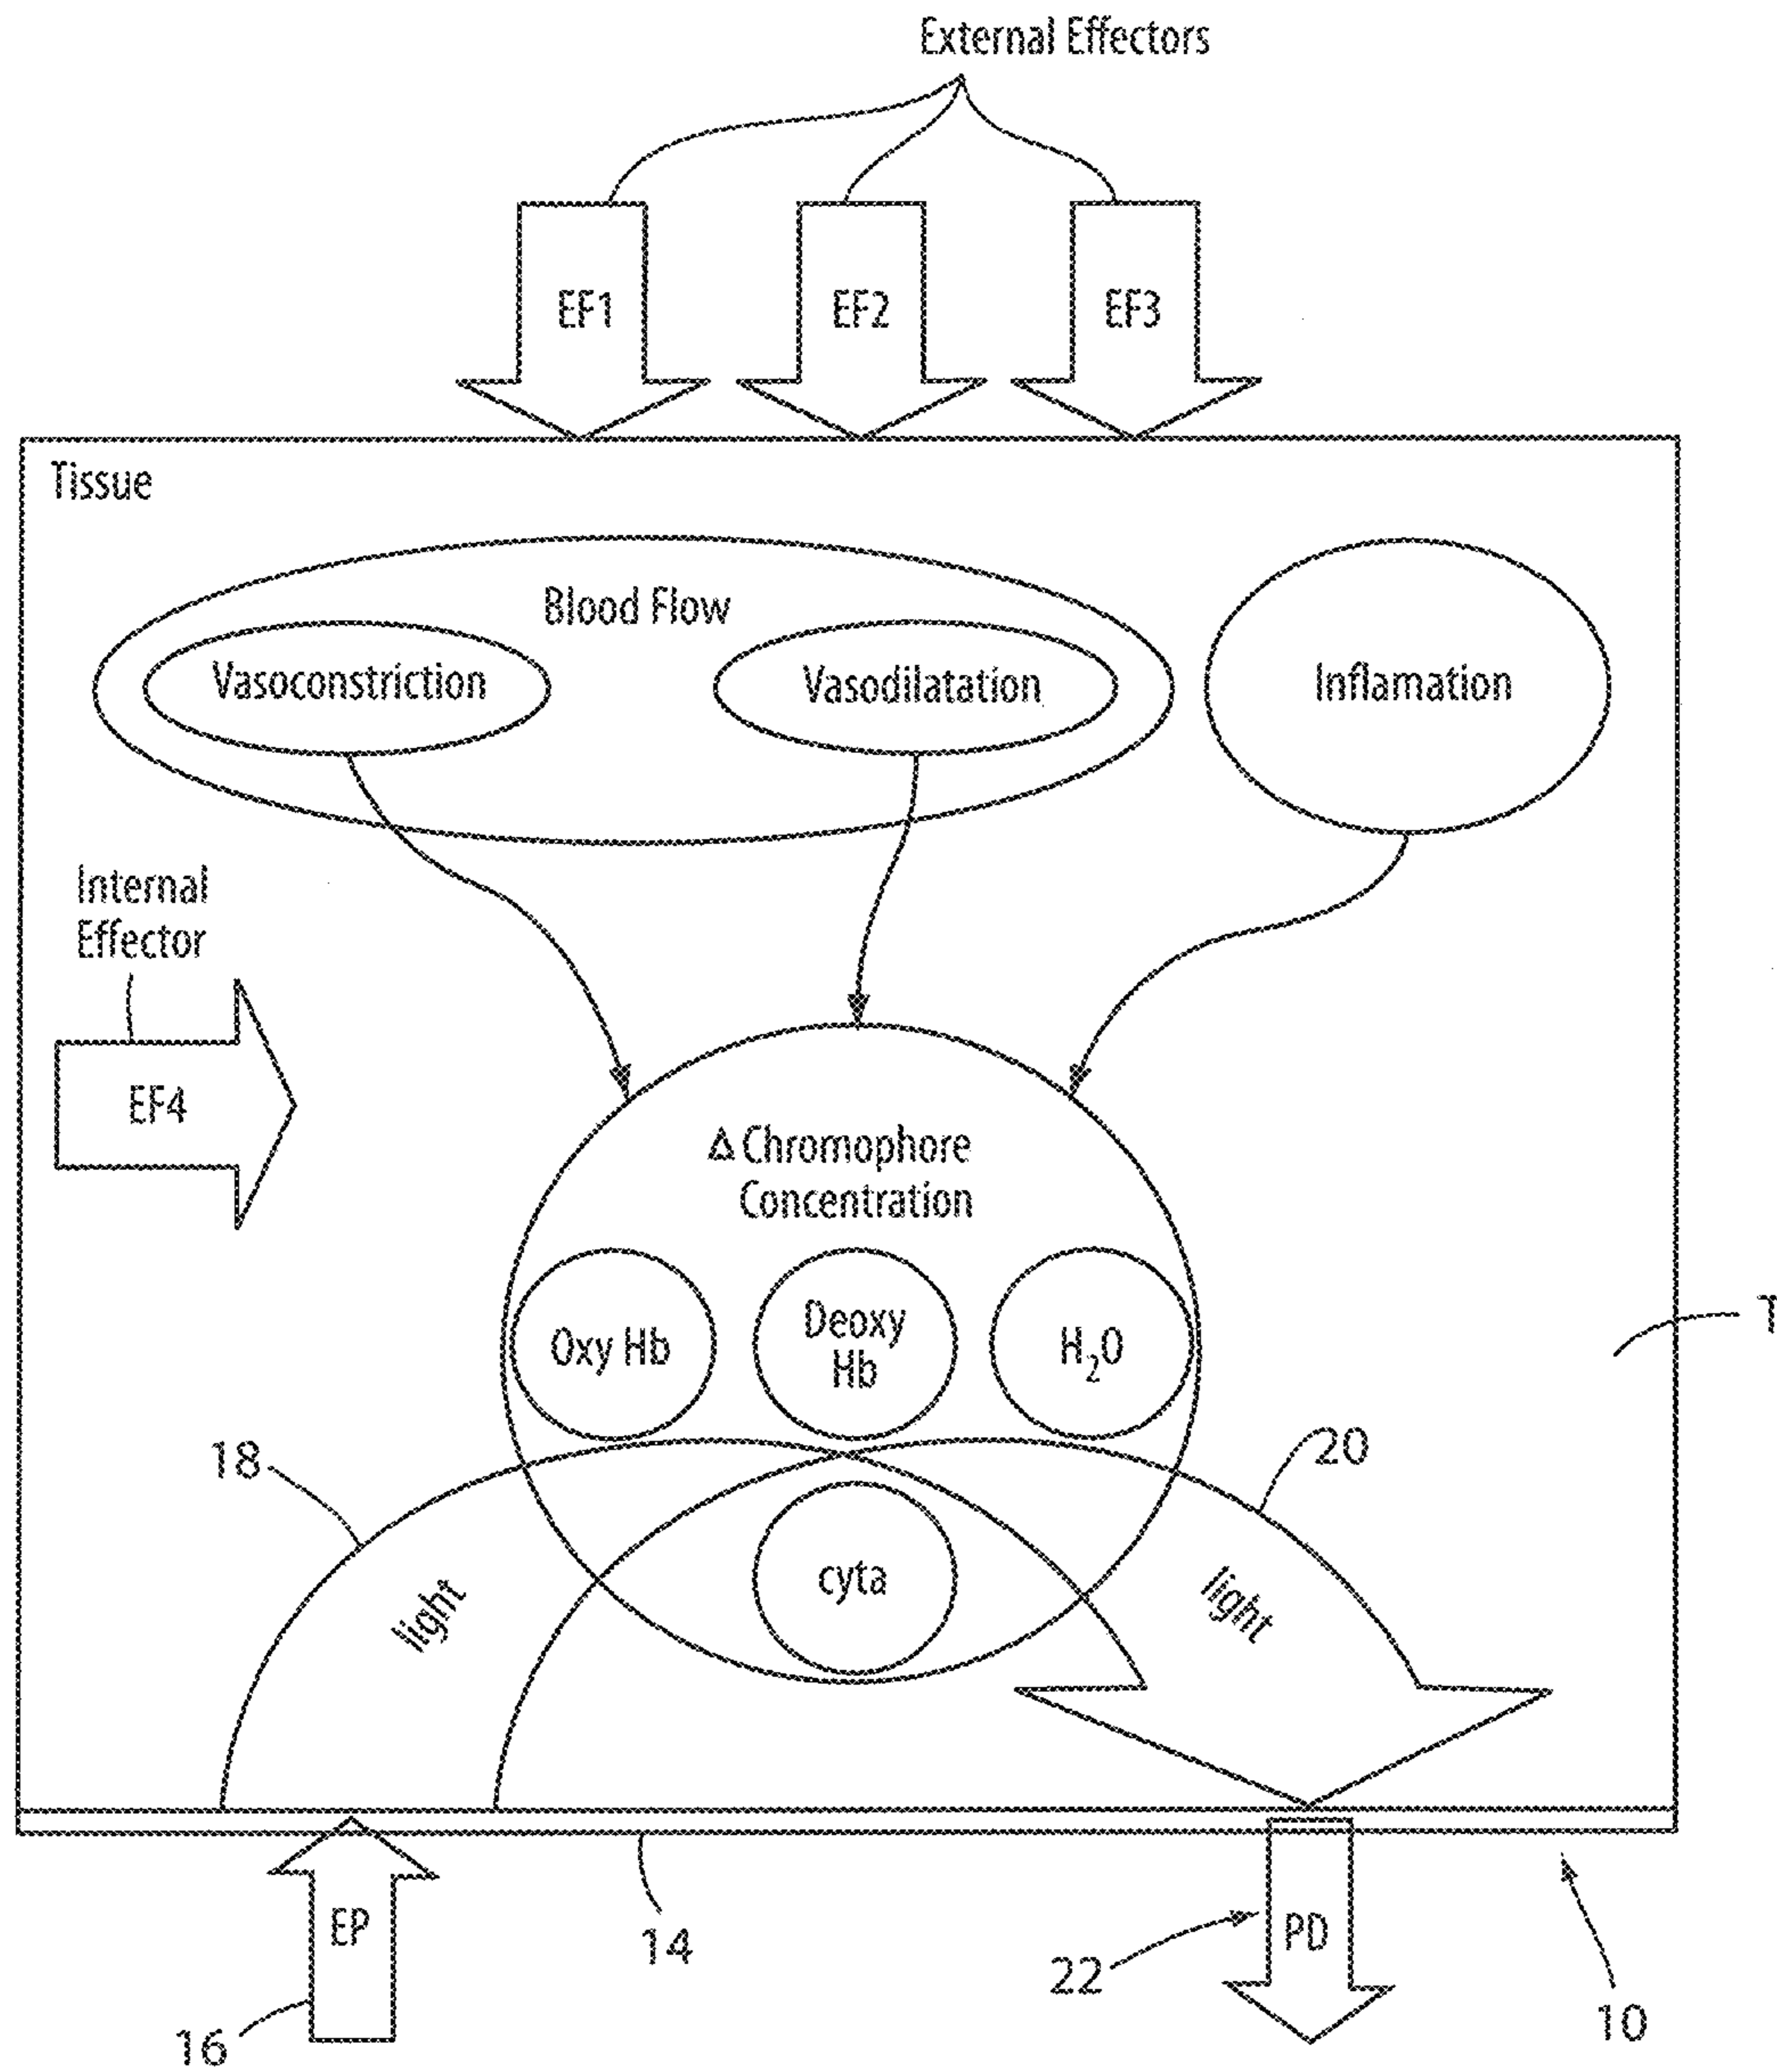 External Effectors
EF1
EF2
EF3
Tissue
Blood Flow
Vasoconstriction
Vasodilatation
Inflamation
Internal
Effector
EF4
Δ Chromophore
Concentration
Oxy Hb
Deoxy
Hb
H₂O
T
18
20
light
cyta
light
EP
14
22
PD
16
10